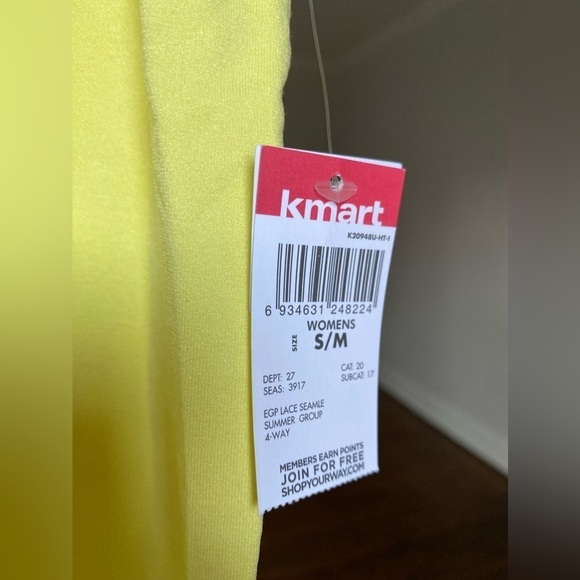 kmart
K20948U-HT-I
6 934631 248224
WOMENS
SIZE S/M
DEPT: 27 CAT: 20
SEAS: 3917 SUBCAT: 17
EGP LACE SEAMLE
SUMMER GROUP
4-WAY
MEMBERS EARN POINTS
JOIN FOR FREE
SHOPYOURWAY.COM